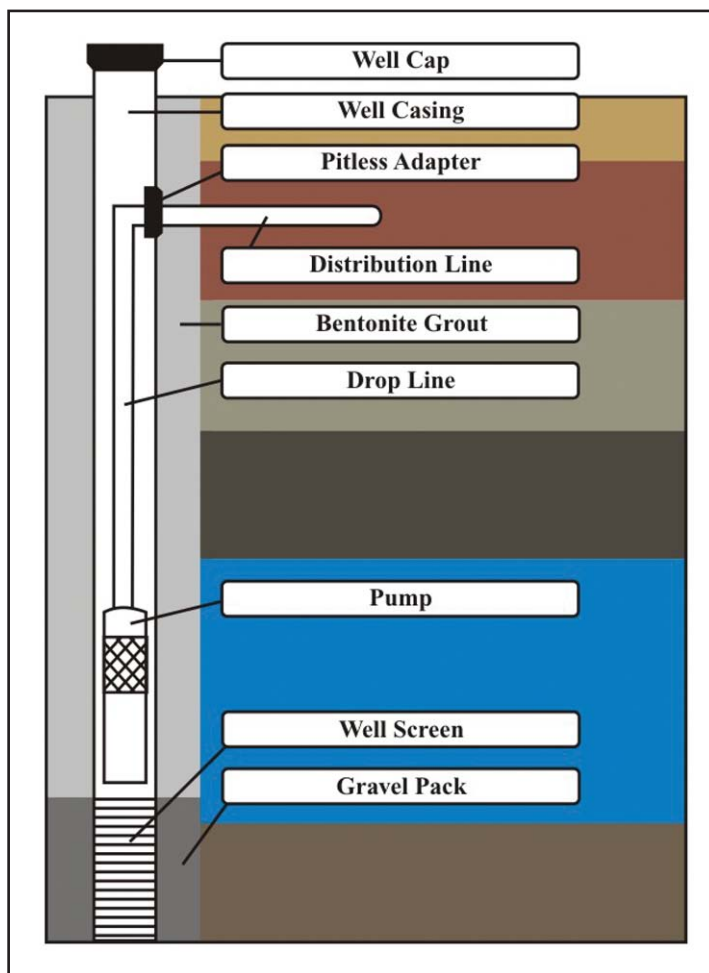 Well Cap
Well Casing
Pitless Adapter
Distribution Line
Bentonite Grout
Drop Line
Pump
Well Screen
Gravel Pack